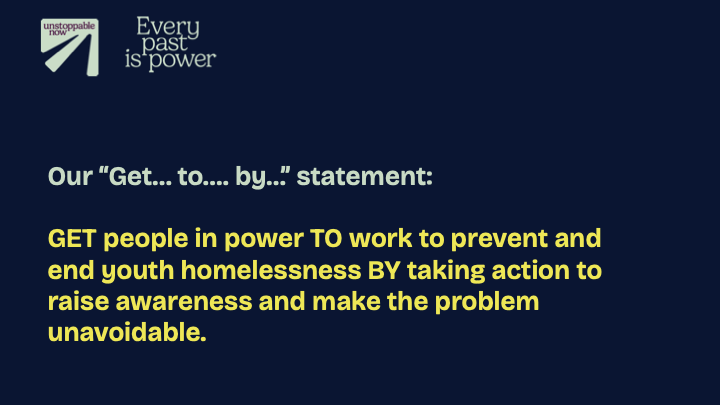 unstoppable
now
Every
past
is power
Our “Get... to.... by...” statement:
GET people in power TO work to prevent and
end youth homelessness BY taking action to
raise awareness and make the problem
unavoidable.